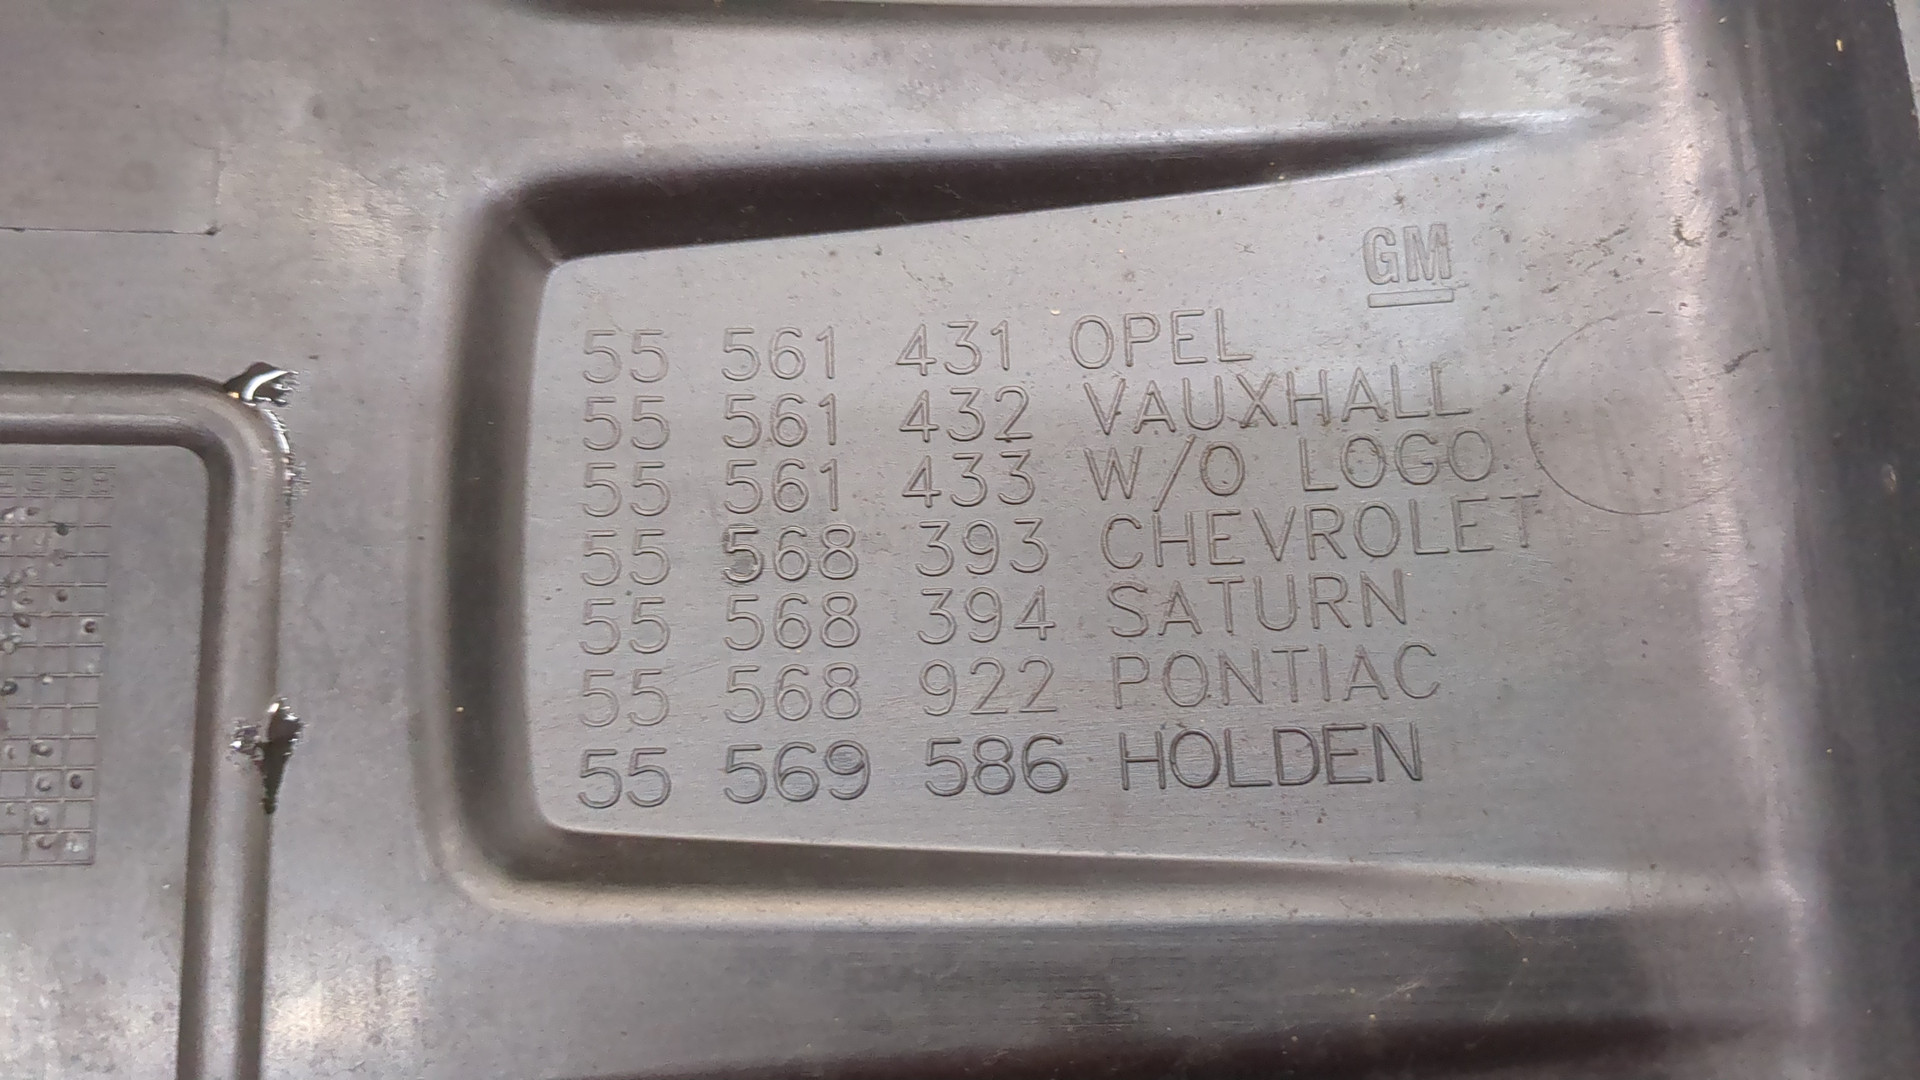 GM
55 561 431 OPEL
55 561 432 VAUXHALL
55 561 433 W/O LOGO
55 568 393 CHEVROLET
55 568 394 SATURN
55 568 922 PONTIAC
55 569 586 HOLDEN